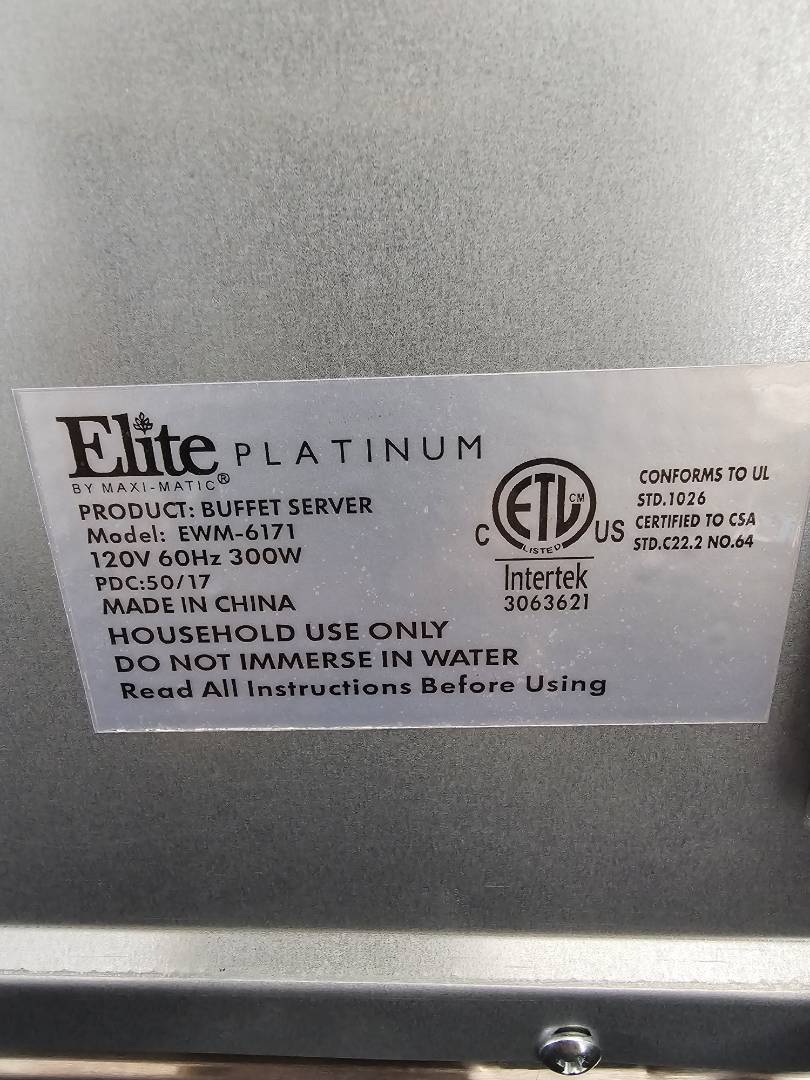 Elite PLATINUM
BY MAXI-MATIC®
PRODUCT: BUFFET SERVER
Model: EWM-6171
120V 60Hz 300W
PDC:50/17
MADE IN CHINA
HOUSEHOLD USE ONLY
DO NOT IMMERSE IN WATER
Read All Instructions Before Using
C ETL CM US
LISTED
Intertek
3063621
CONFORMS TO UL
STD.1026
CERTIFIED TO CSA
STD.C22.2 NO.64